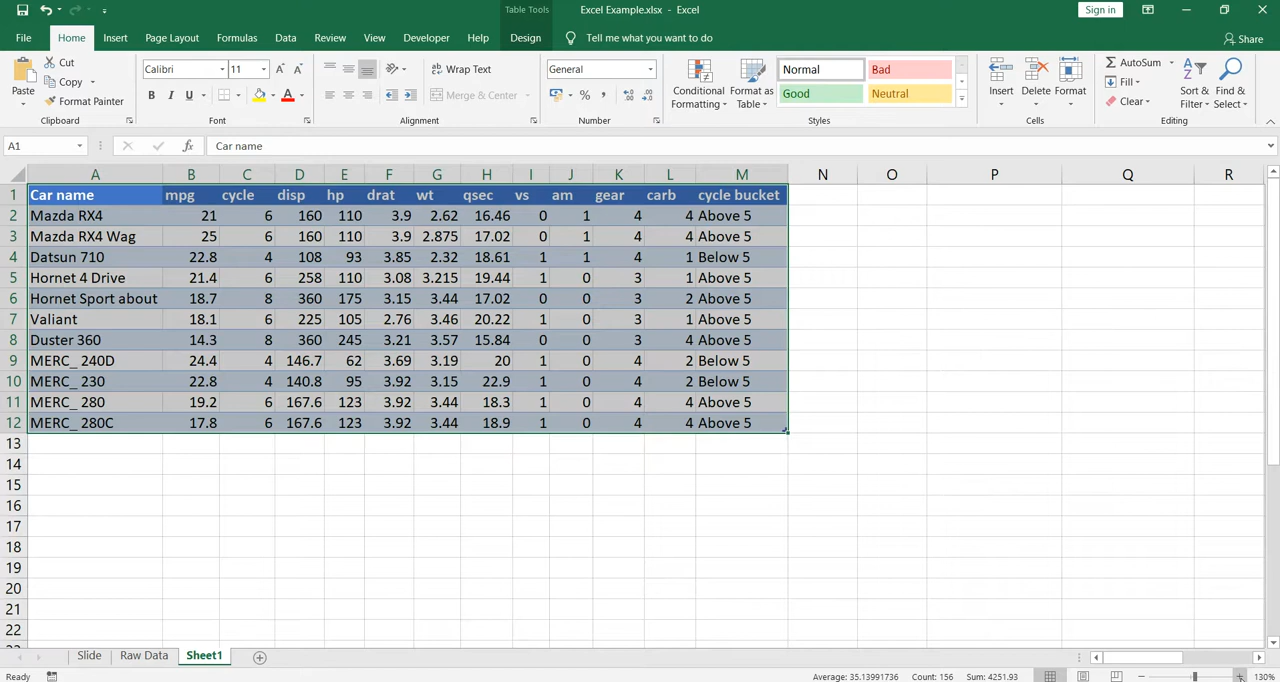 Table Tools
Excel Example.xlsx - Excel
Sign in
File Home Insert Page Layout Formulas Data Review View Developer Help Design Tell me what you want to do Share
Paste
Cut
Copy
Format Painter
Clipboard
Calibri 11
B I U
Font
Wrap Text
Merge & Center
Alignment
General
%
Number
Conditional Formatting
Format as Table
Normal Bad
Good Neutral
Styles
Insert Delete Format
Cells
AutoSum
Fill
Clear
Sort & Filter
Find & Select
Editing
A1 fx Car name
A B C D E F G H I J K L M N O P Q R
1 Car name mpg cycle disp hp drat wt qsec vs am gear carb cycle bucket
2 Mazda RX4 21 6 160 110 3.9 2.62 16.46 0 1 4 4 Above 5
3 Mazda RX4 Wag 25 6 160 110 3.9 2.875 17.02 0 1 4 4 Above 5
4 Datsun 710 22.8 4 108 93 3.85 2.32 18.61 1 1 4 1 Below 5
5 Hornet 4 Drive 21.4 6 258 110 3.08 3.215 19.44 1 0 3 1 Above 5
6 Hornet Sport about 18.7 8 360 175 3.15 3.44 17.02 0 0 3 2 Above 5
7 Valiant 18.1 6 225 105 2.76 3.46 20.22 1 0 3 1 Above 5
8 Duster 360 14.3 8 360 245 3.21 3.57 15.84 0 0 3 4 Above 5
9 MERC_ 240D 24.4 4 146.7 62 3.69 3.19 20 1 0 4 2 Below 5
10 MERC_ 230 22.8 4 140.8 95 3.92 3.15 22.9 1 0 4 2 Below 5
11 MERC_ 280 19.2 6 167.6 123 3.92 3.44 18.3 1 0 4 4 Above 5
12 MERC_ 280C 17.8 6 167.6 123 3.92 3.44 18.9 1 0 4 4 Above 5
13
14
15
16
17
18
19
20
21
22
Slide Raw Data Sheet1
Ready Average: 35.13991736 Count: 156 Sum: 4251.93 130%